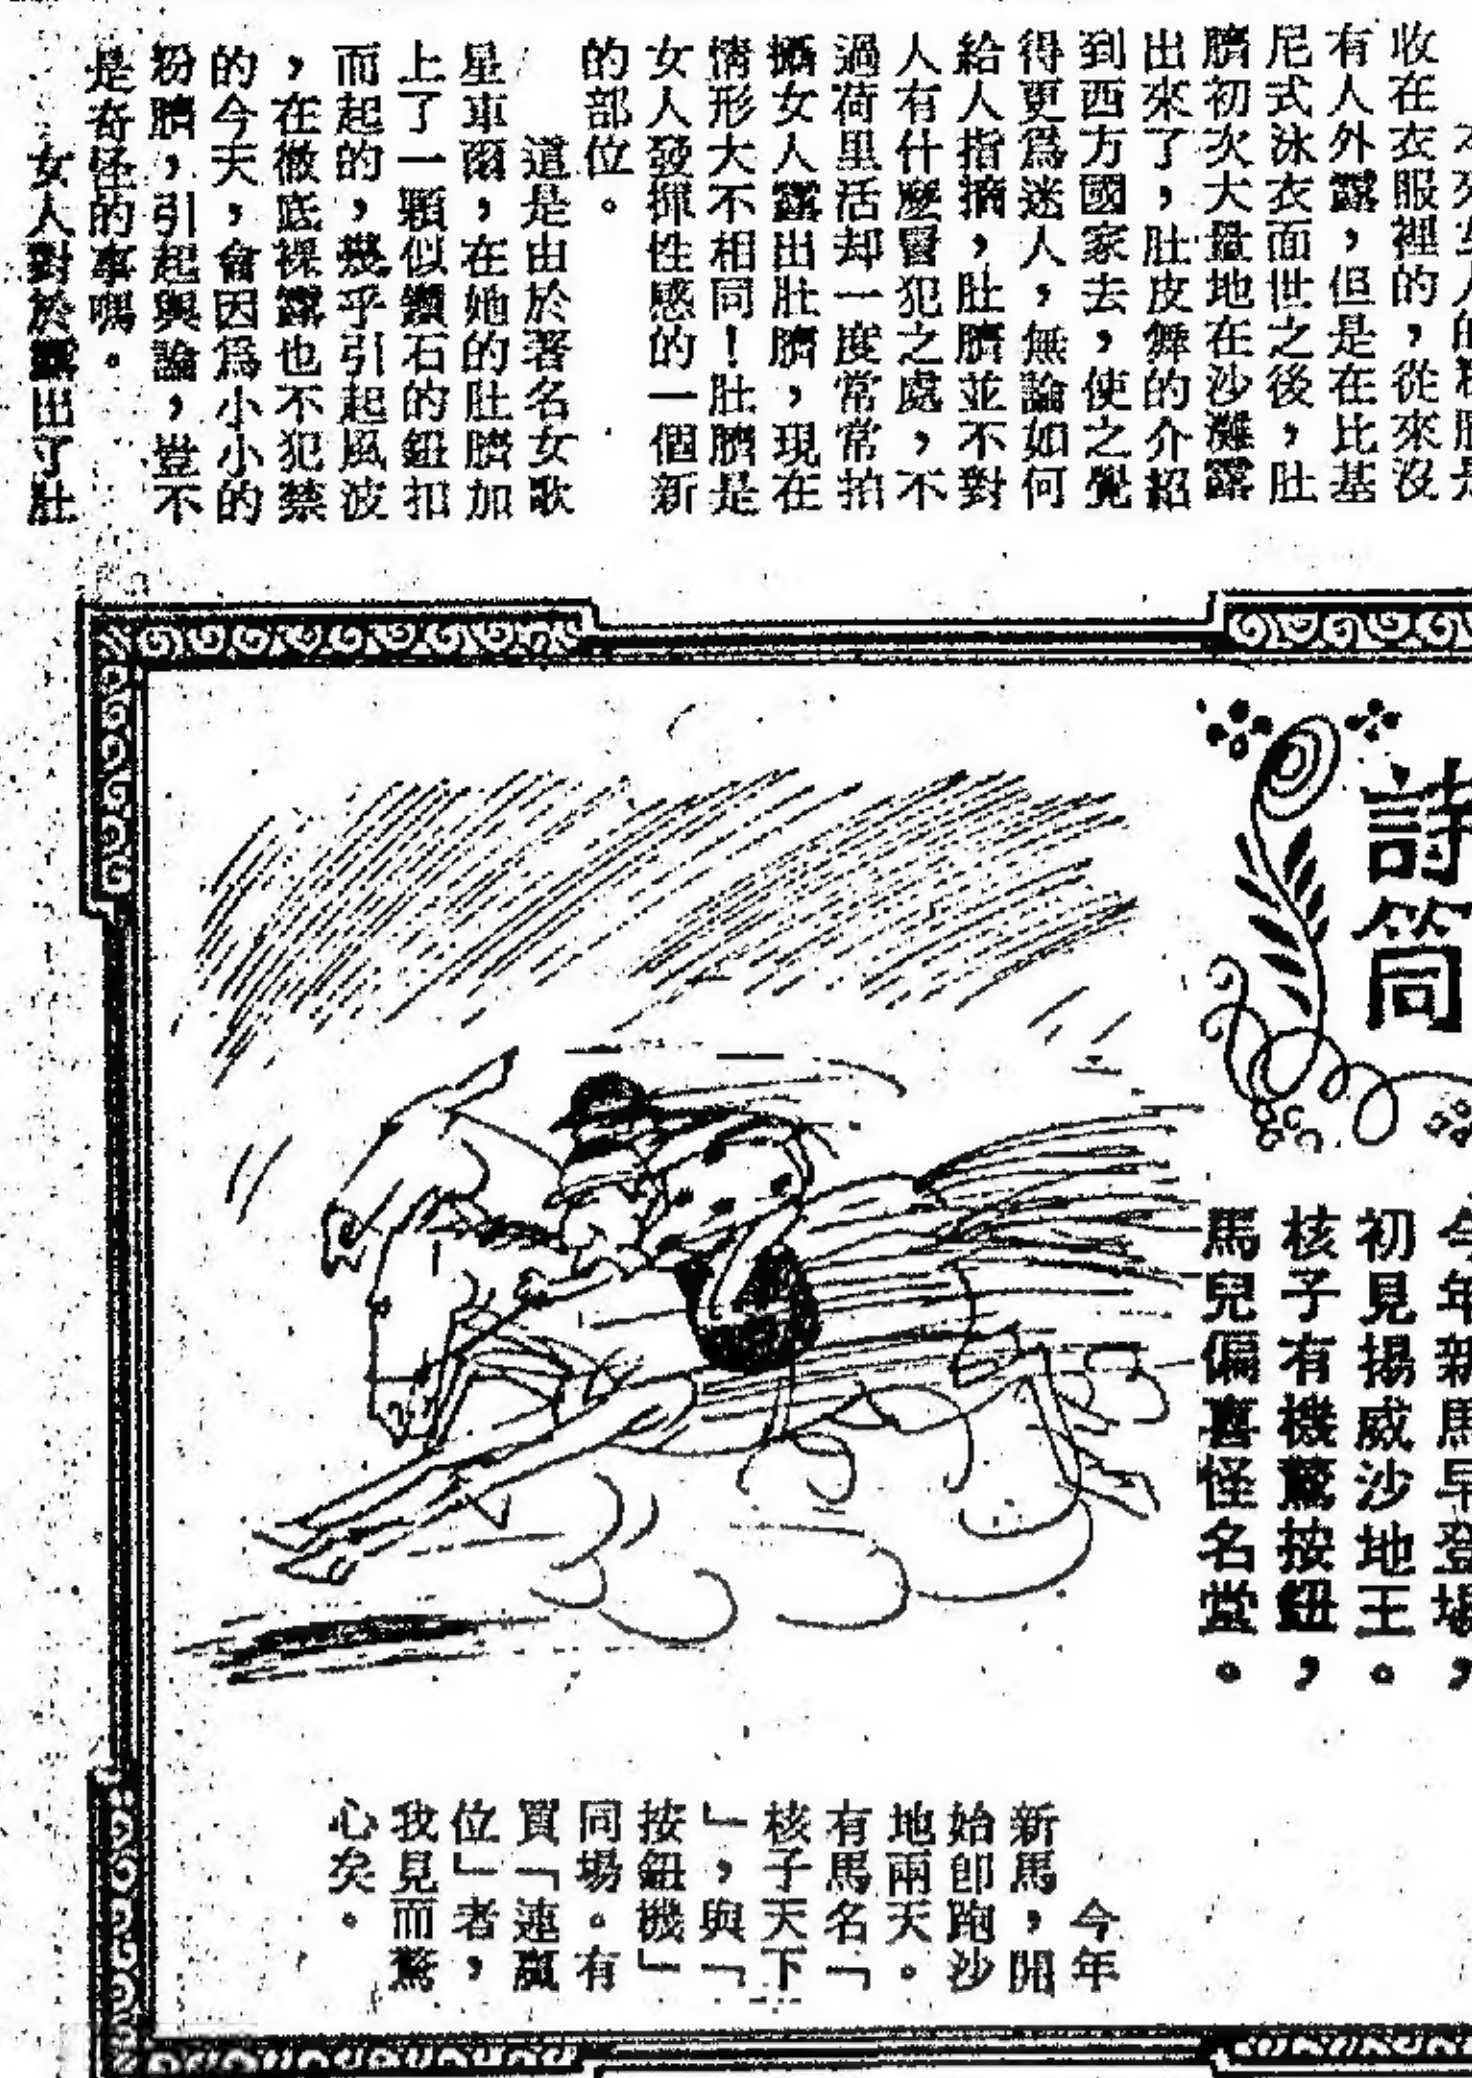 收在衣服裡的，從來沒
有人外露，但是在比基
尼式泳衣面世之後，肚
臍初次大量地在沙灘露
出來了，肚皮舞的介紹
到西方國家去，使之覺
得更爲迷人，無論如何
給人指摘，肚臍並不對
人有什麼冒犯之處，不
過荷里活却一度常常拍
攝女人露出肚臍，現在
情形大不相同！肚臍是
女人發揮性感的一個新
的部位。
這是由於著名女歌
星車爾，在她的肚臍加
上了一顆似鑽石的鈕扣
而起的，幾乎引起風波
，在徹底裸露也不犯禁
的今天，會因爲小小的
粉臍，引起輿論，豈不
是奇怪的事嗎。
女人對於露出了肚
詩筒
今年新馬早登場，
初見揚威沙地王。
核子有機驚按鈕，
馬兒偏喜怪名堂。
今年
新馬，開
始卽跑沙
地兩天。
有馬名「
核子天下
」，與「
按鈕機」
同場。有
買「連贏
位」者，
我見而驚
心矣。